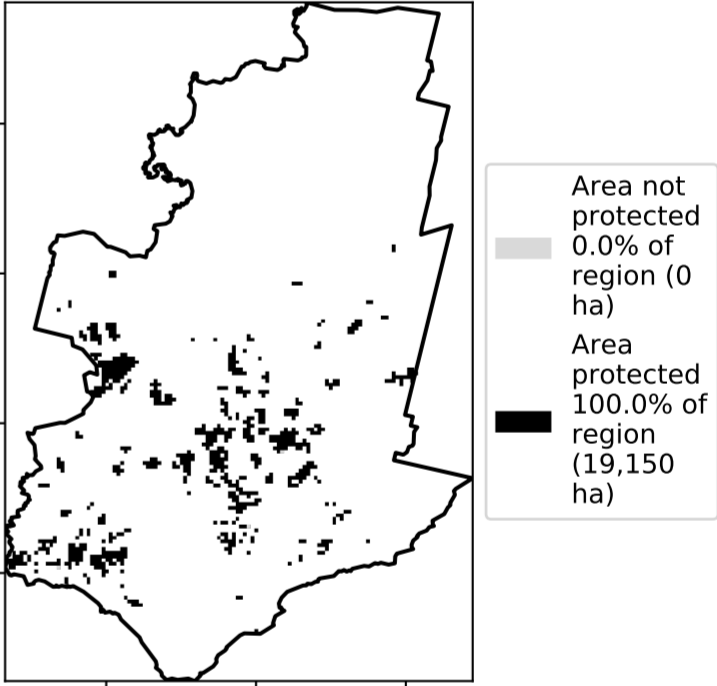 Area not
protected
0.0% of
region (0
ha)
Area
protected
100.0% of
region
(19,150
ha)